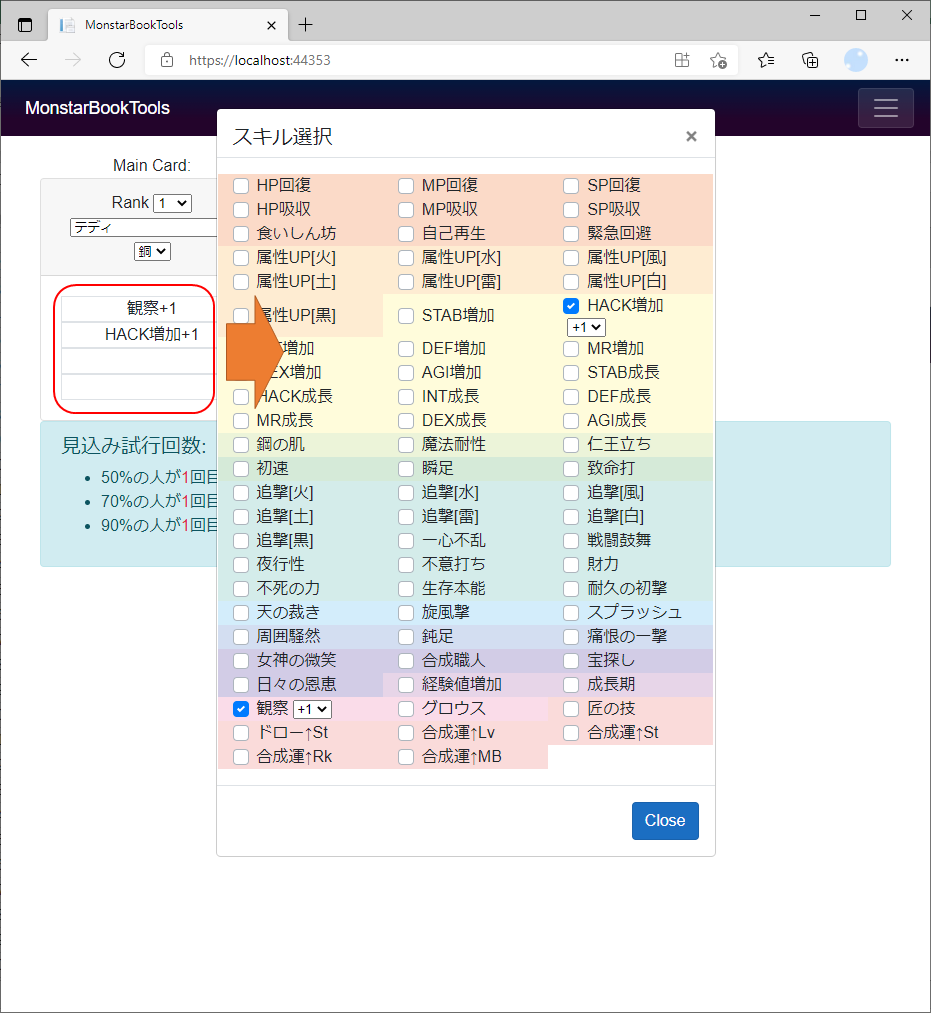 MonstarBookTools
https://localhost:44353
MonstarBookTools
Main Card:
Rank 1
テディ
銅
観察+1
HACK増加+1
見込み試行回数:
50%の人が1回目
70%の人が1回目
90%の人が1回目
スキル選択 ×
HP回復 MP回復 SP回復
HP吸収 MP吸収 SP吸収
食いしん坊 自己再生 緊急回避
属性UP[火] 属性UP[水] 属性UP[風]
属性UP[土] 属性UP[雷] 属性UP[白]
属性UP[黒] STAB増加 HACK増加
+1
増加 DEF増加 MR増加
EX増加 AGI増加 STAB成長
HACK成長 INT成長 DEF成長
MR成長 DEX成長 AGI成長
鋼の肌 魔法耐性 仁王立ち
初速 瞬足 致命打
追撃[火] 追撃[水] 追撃[風]
追撃[土] 追撃[雷] 追撃[白]
追撃[黒] 一心不乱 戦闘鼓舞
夜行性 不意打ち 財力
不死の力 生存本能 耐久の初撃
天の裁き 旋風撃 スプラッシュ
周囲騒然 鈍足 痛恨の一撃
女神の微笑 合成職人 宝探し
日々の恩恵 経験値増加 成長期
観察 +1 グロウス 匠の技
ドロー↑St 合成運↑Lv 合成運↑St
合成運↑Rk 合成運↑MB
Close